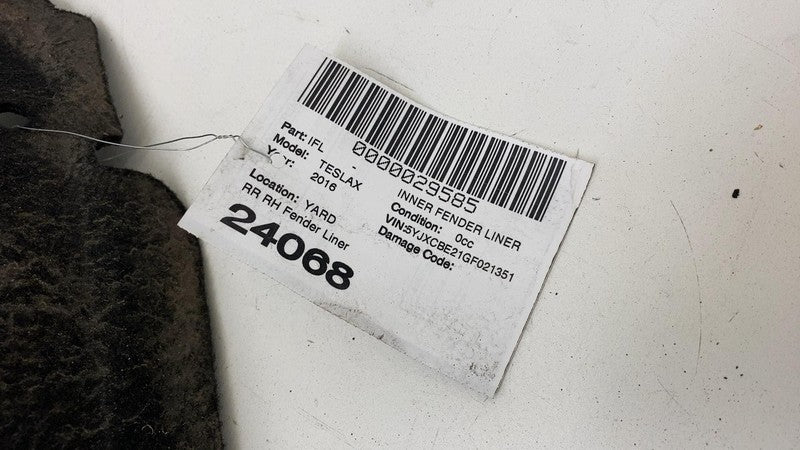 0000029585
Part: IFL - INNER FENDER LINER
Model: TESLAX Condition: 0cc
Year: 2016 VIN:5YJXCBE21GF021351
Damage Code:
Location: YARD
RR RH Fender Liner
24068